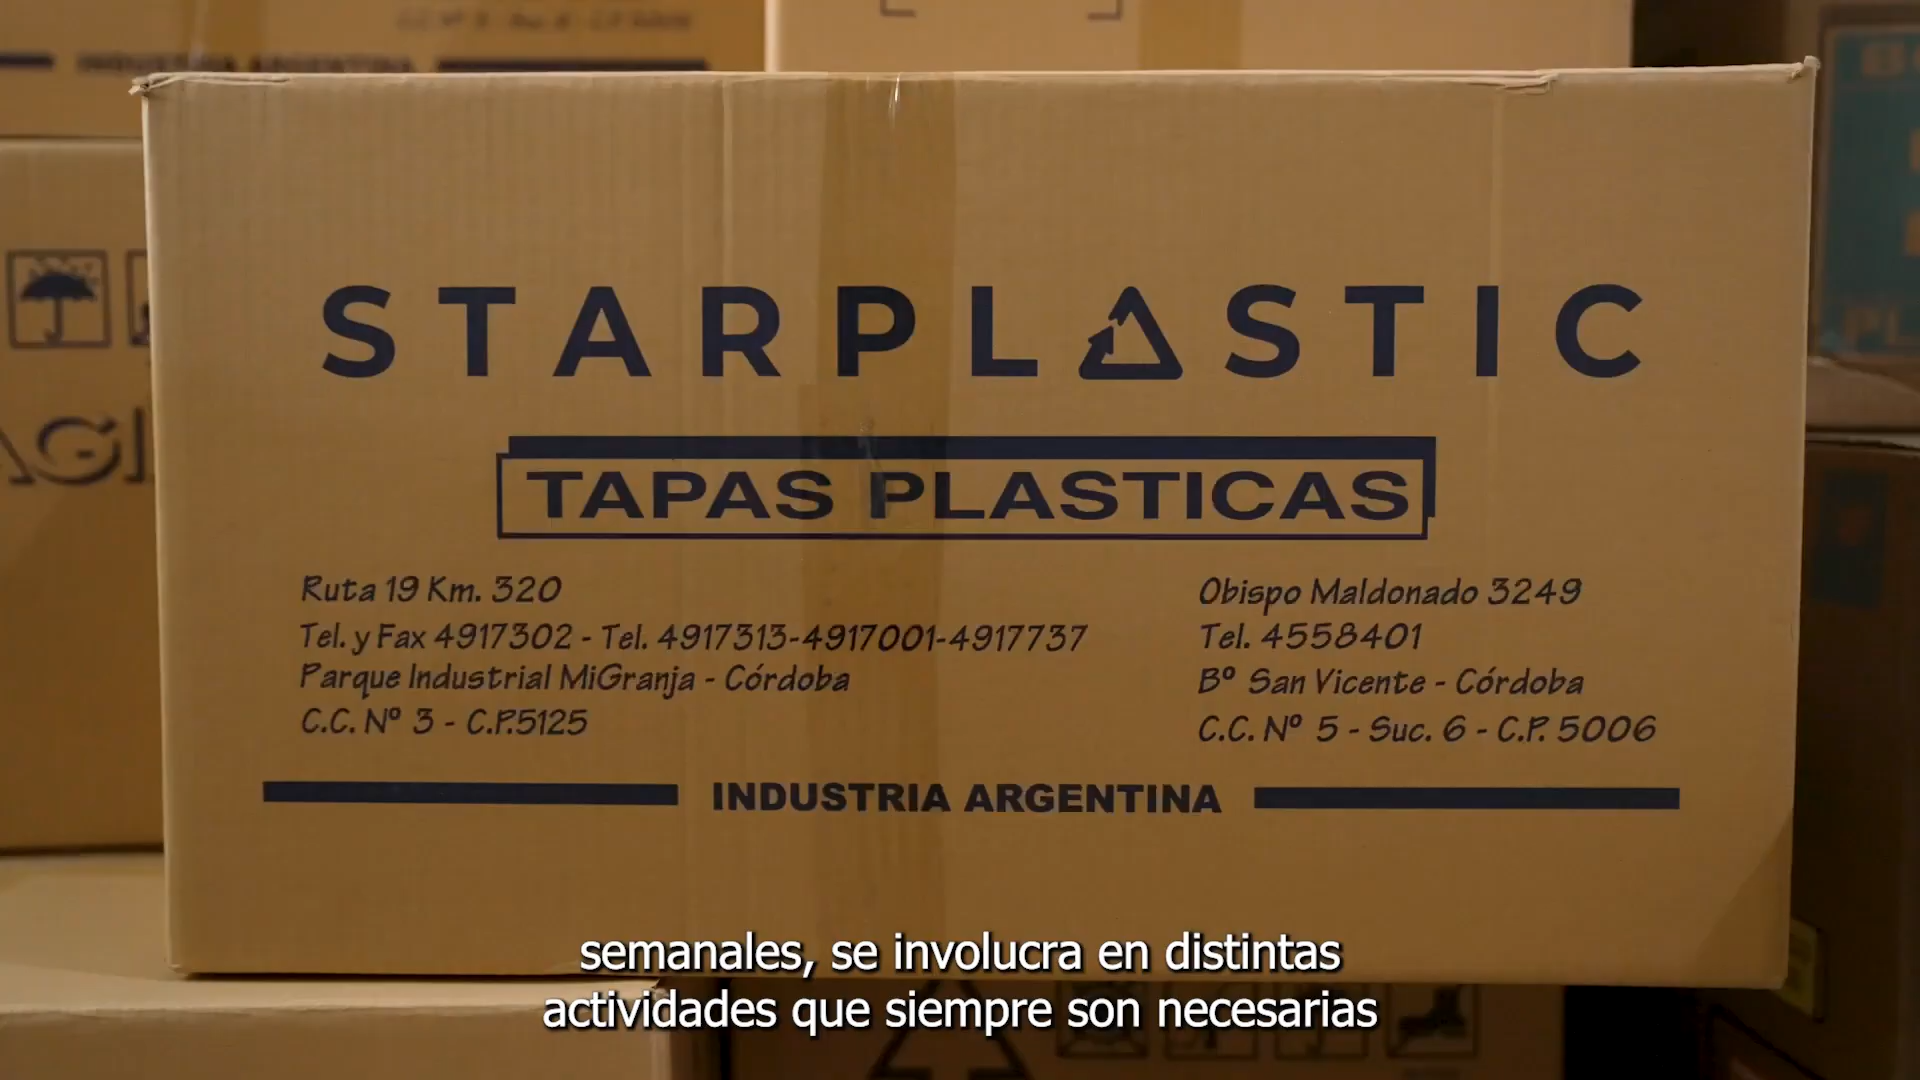 INDUSTRIA ARGENTINA
STARPLASTIC
TAPAS PLASTICAS
Ruta 19 Km. 320
Tel. y Fax 4917302 - Tel. 4917313-4917001-4917737
Parque Industrial MiGranja - Córdoba
C.C. Nº 3 - C.P.5125
Obispo Maldonado 3249
Tel. 4558401
Bº San Vicente - Córdoba
C.C. Nº 5 - Suc. 6 - C.P. 5006
INDUSTRIA ARGENTINA
semanales, se involucra en distintas
actividades que siempre son necesarias